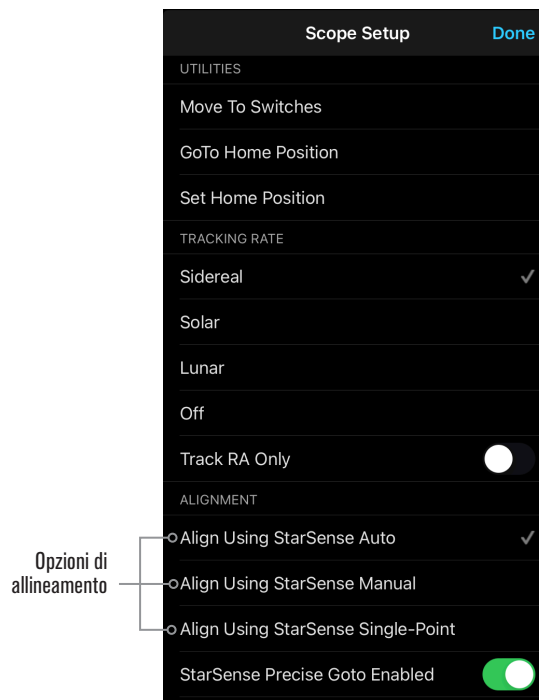 Scope Setup
Done
UTILITIES
Move To Switches
GoTo Home Position
Set Home Position
TRACKING RATE
Sidereal
Solar
Lunar
Off
Track RA Only
ALIGNMENT
Opzioni di
allineamento
Align Using StarSense Auto
Align Using StarSense Manual
Align Using StarSense Single-Point
StarSense Precise Goto Enabled